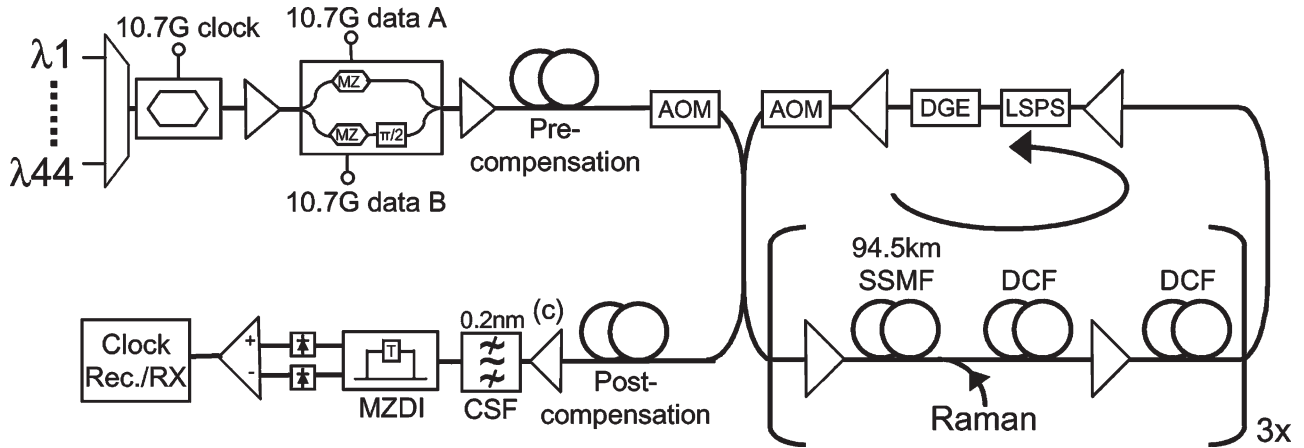 10.7G clock
λ1
λ44
10.7G data A
MZ
MZ
π/2
10.7G data B
Pre-
compensation
AOM
AOM
DGE
LSPS
94.5km
SSMF
DCF
DCF
Raman
3x
Clock
Rec./RX
+
-
T
MZDI
0.2nm
(c)
CSF
Post-
compensation